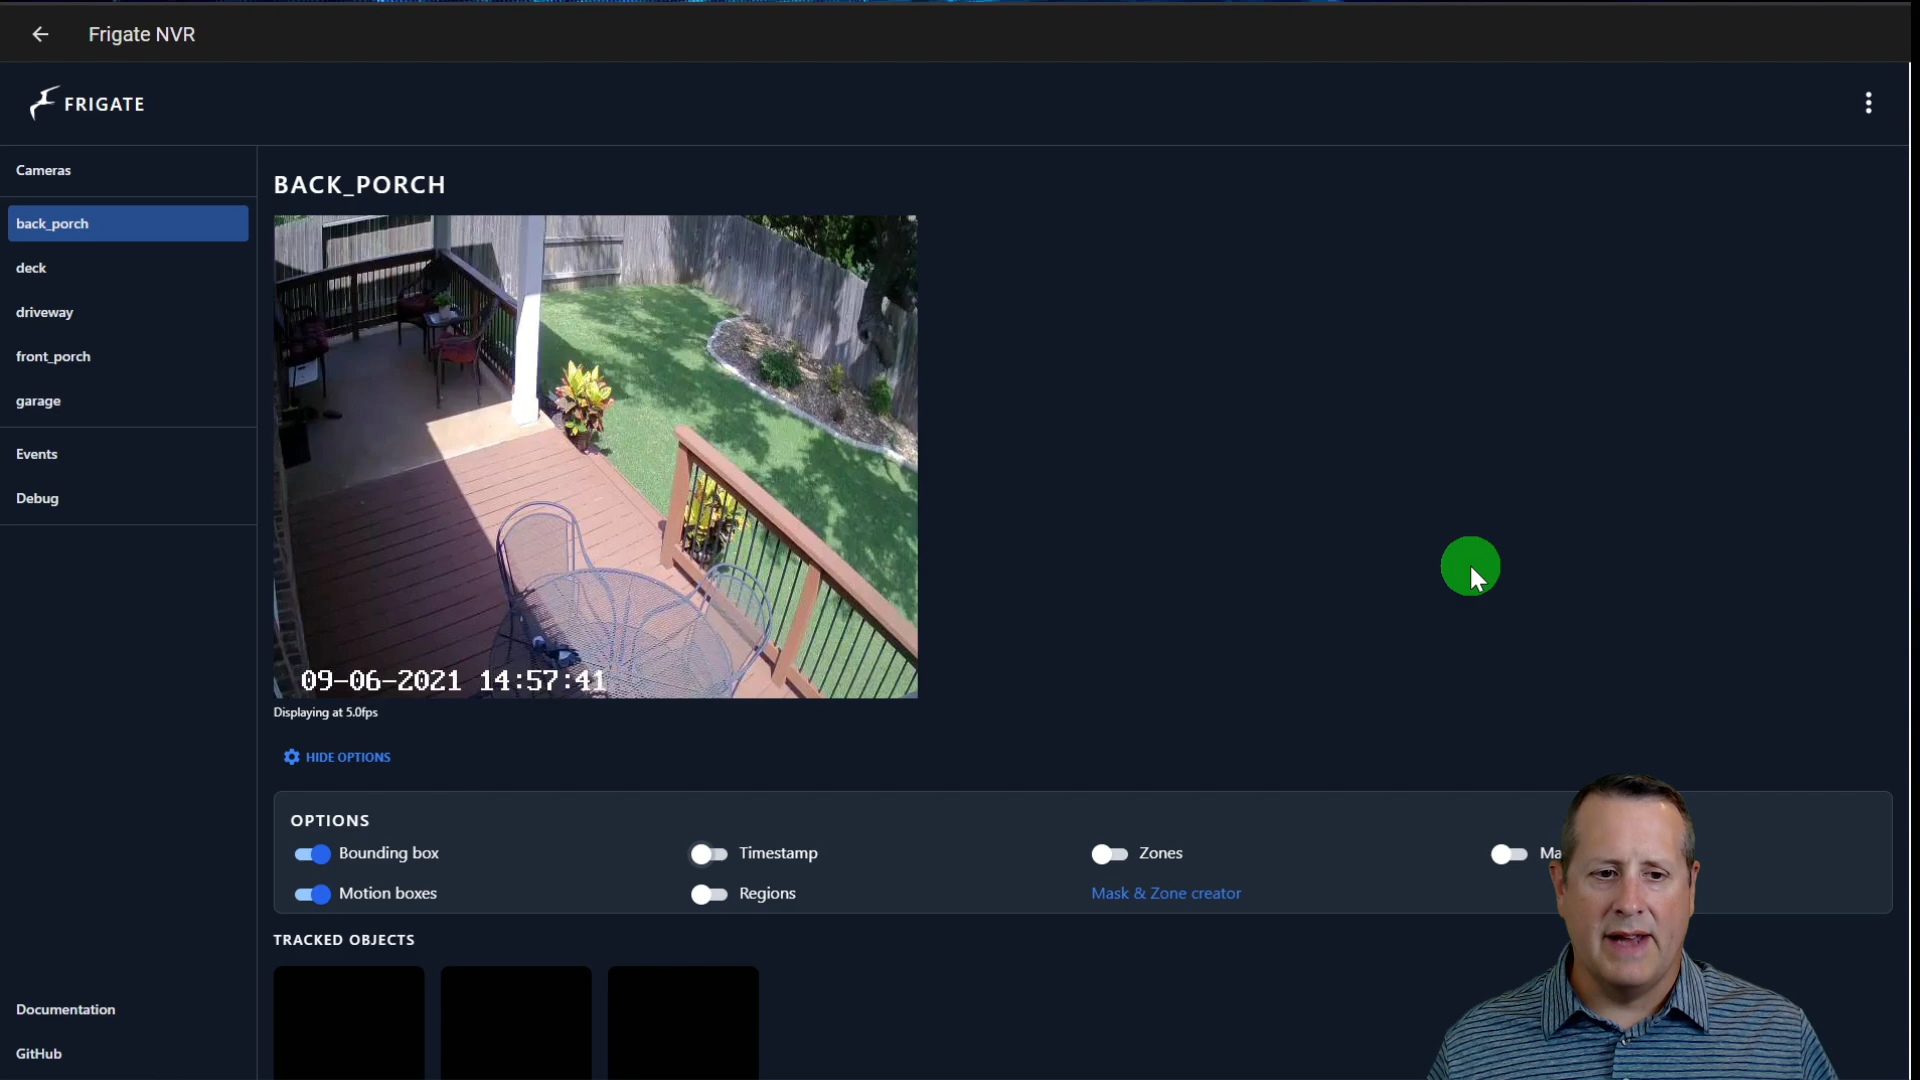 Frigate NVR
FRIGATE
Cameras
back_porch
deck
driveway
front_porch
garage
Events
Debug
Documentation
GitHub
BACK_PORCH
09-06-2021 14:57:41
Displaying at 5.0fps
HIDE OPTIONS
OPTIONS
Bounding box
Timestamp
Zones
Motion boxes
Regions
Mask & Zone creator
TRACKED OBJECTS